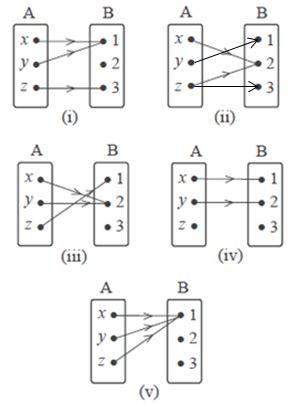 A B A B
x 1 x 1
y 2 y 2
z 3 z 3
(i) (ii)
A B A B
x 1 x 1
y 2 y 2
z 3 z 3
(iii) (iv)
A B
x 1
y 2
z 3
(v)